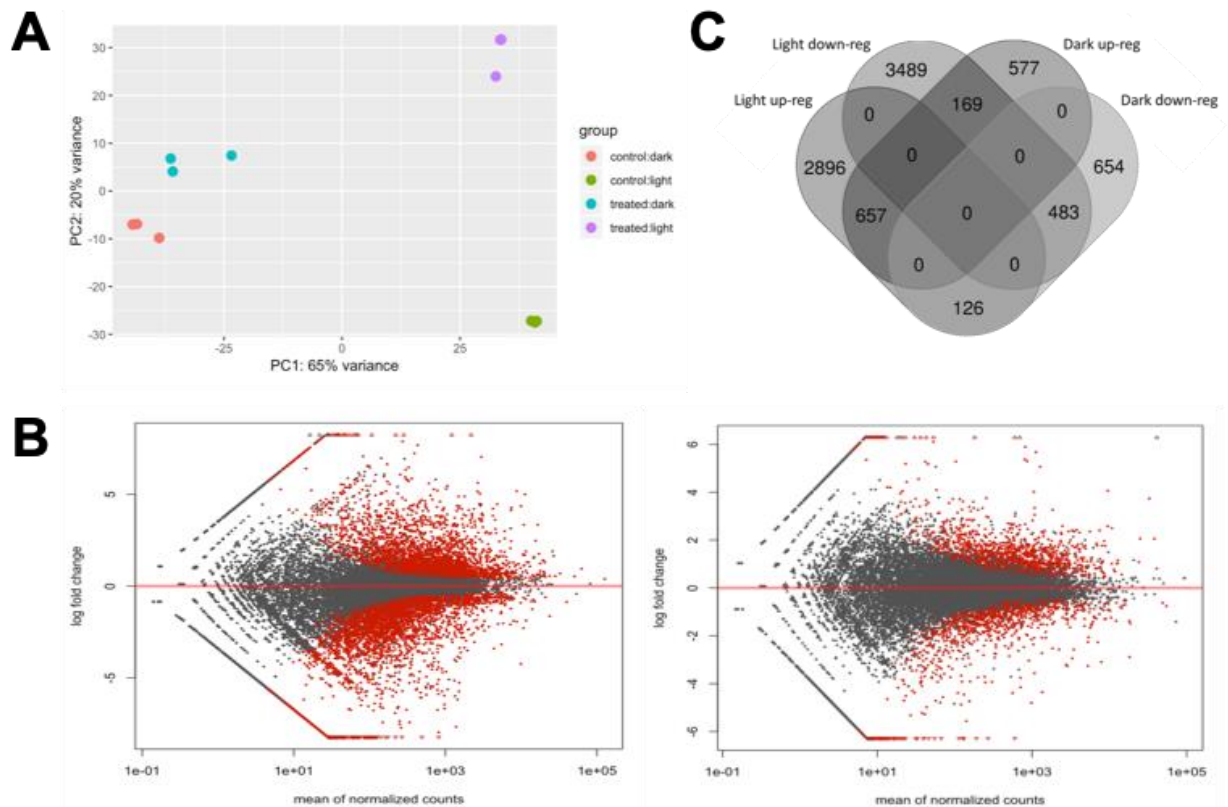 A
30
20
10
0
-10
-20
-30
PC2: 20% variance
-25
0
25
PC1: 65% variance
group
control:dark
control:light
treated:dark
treated:light
C
Light down-reg
Dark up-reg
Light up-reg
Dark down-reg
3489
577
0
169
0
2896
0
0
654
657
0
483
0
0
126
B
5
0
-5
log fold change
1e-01
1e+01
1e+03
1e+05
mean of normalized counts
6
4
2
0
-2
-4
-6
log fold change
1e-01
1e+01
1e+03
1e+05
mean of normalized counts